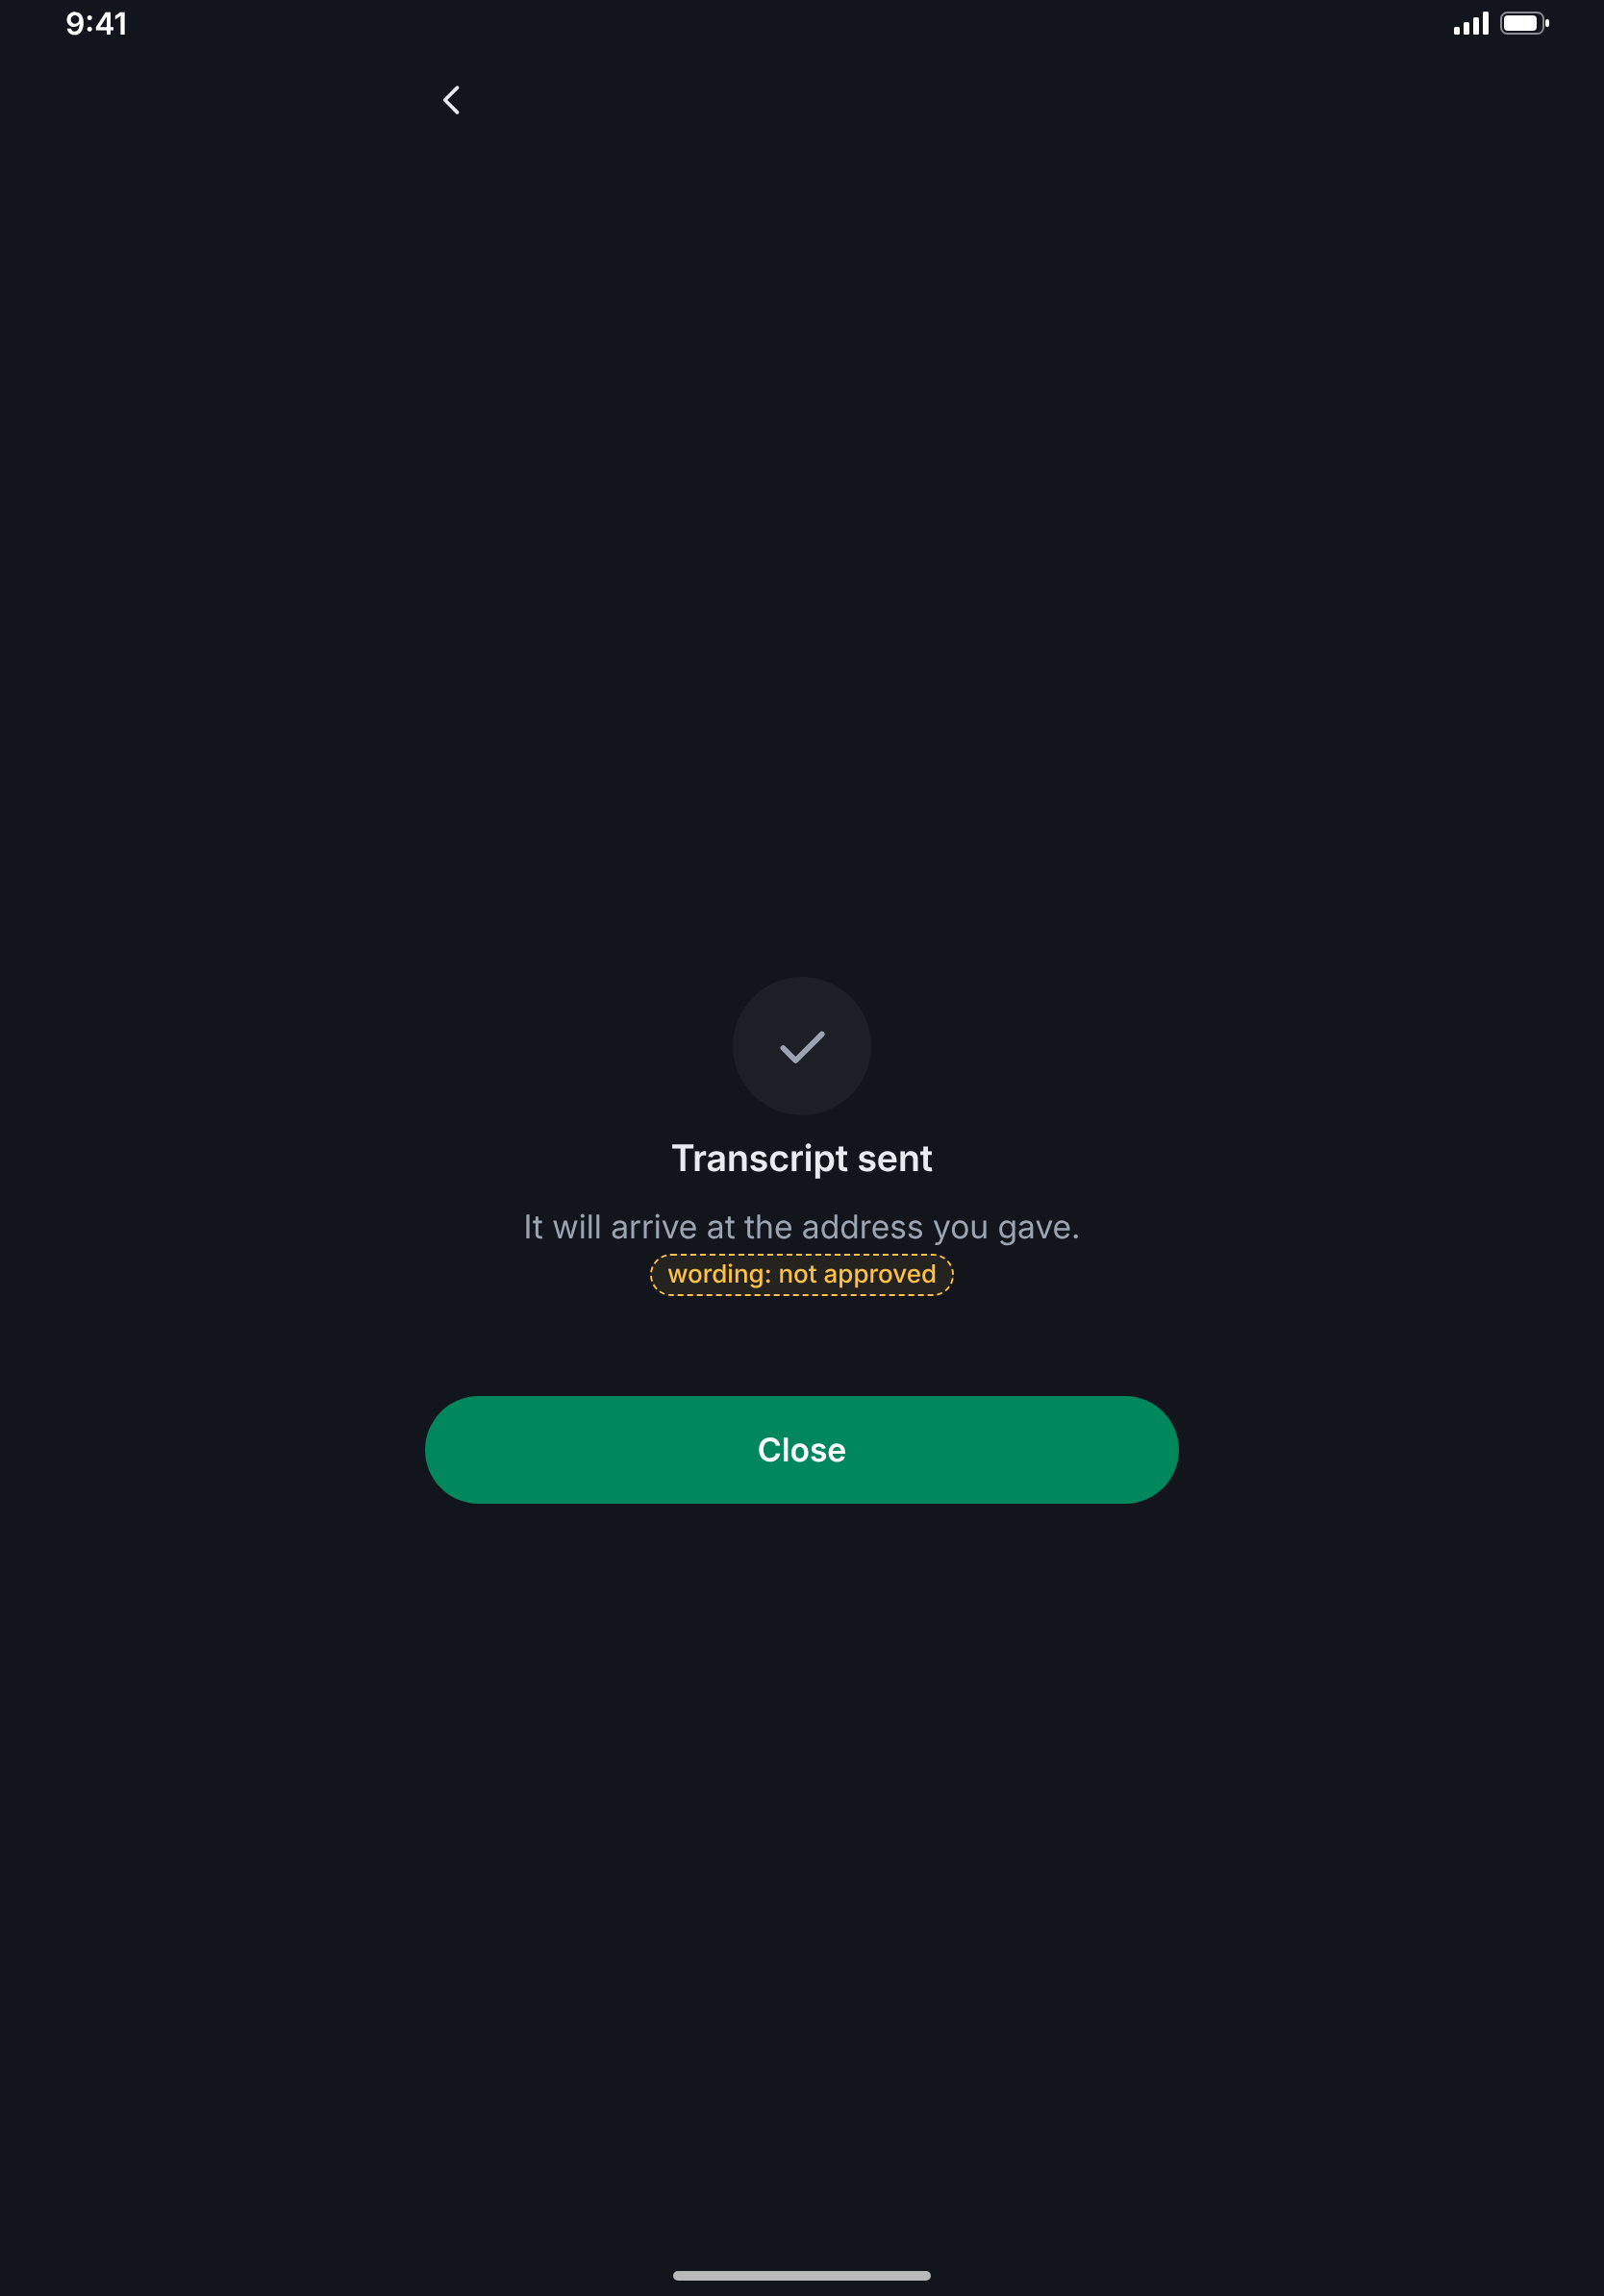 9:41
Transcript sent
It will arrive at the address you gave.
wording: not approved
Close